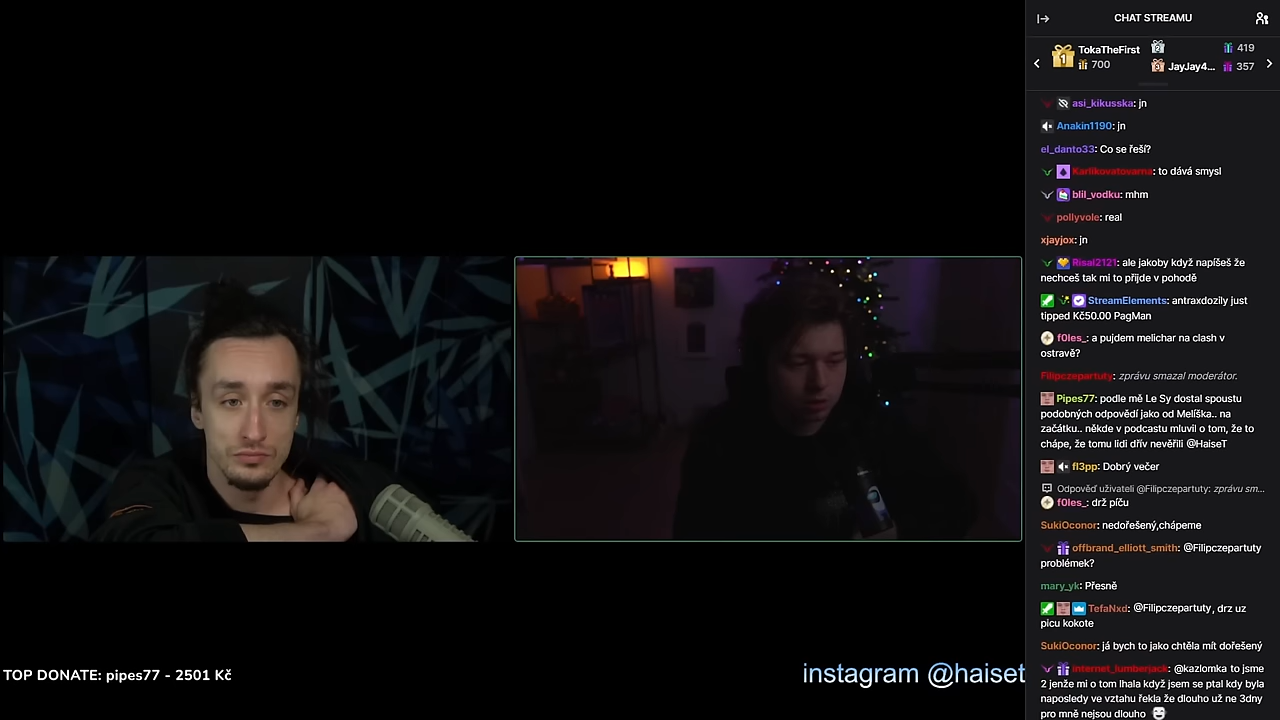 CHAT STREAMU
TokaTheFirst
700
419
JayJay4...
357
asi_kikusska: jn
Anakin1190: jn
el_danto33: Co se řeší?
Karlikovatovarna: to dává smysl
blil_vodku: mhm
pollyvole: real
xjayjox: jn
Risal2121: ale jakoby když napíšeš že
nechceš tak mi to přijde v pohodě
StreamElements: antraxdozily just
tipped Kč50.00 PagMan
f0les_: a pujdem melichar na clash v
ostravě?
Filipczepartuty: zprávu smazal moderátor.
Pipes77: podle mě Le Sy dostal spoustu
podobných odpovědí jako od Melíška.. na
začátku.. někde v podcastu mluvil o tom, že to
chápe, že tomu lidi dřív nevěřili @HaiseT
fl3pp: Dobrý večer
Odpověď uživateli @Filipczepartuty: zprávu sm...
f0les_: drž píču
SukiOconor: nedořešený,chápeme
offbrand_elliott_smith: @Filipczepartuty
problémek?
mary_yk: Přesně
TefaNxd: @Filipczepartuty, drz uz
picu kokote
SukiOconor: já bych to jako chtěla mít dořešený
internet_lumberjack: @kazlomka to jsme
2 jenže mi o tom lhala když jsem se ptal kdy byla
naposledy ve vztahu řekla že dlouho už ne 3dny
pro mně nejsou dlouho
TOP DONATE: pipes77 - 2501 Kč
instagram @haiset